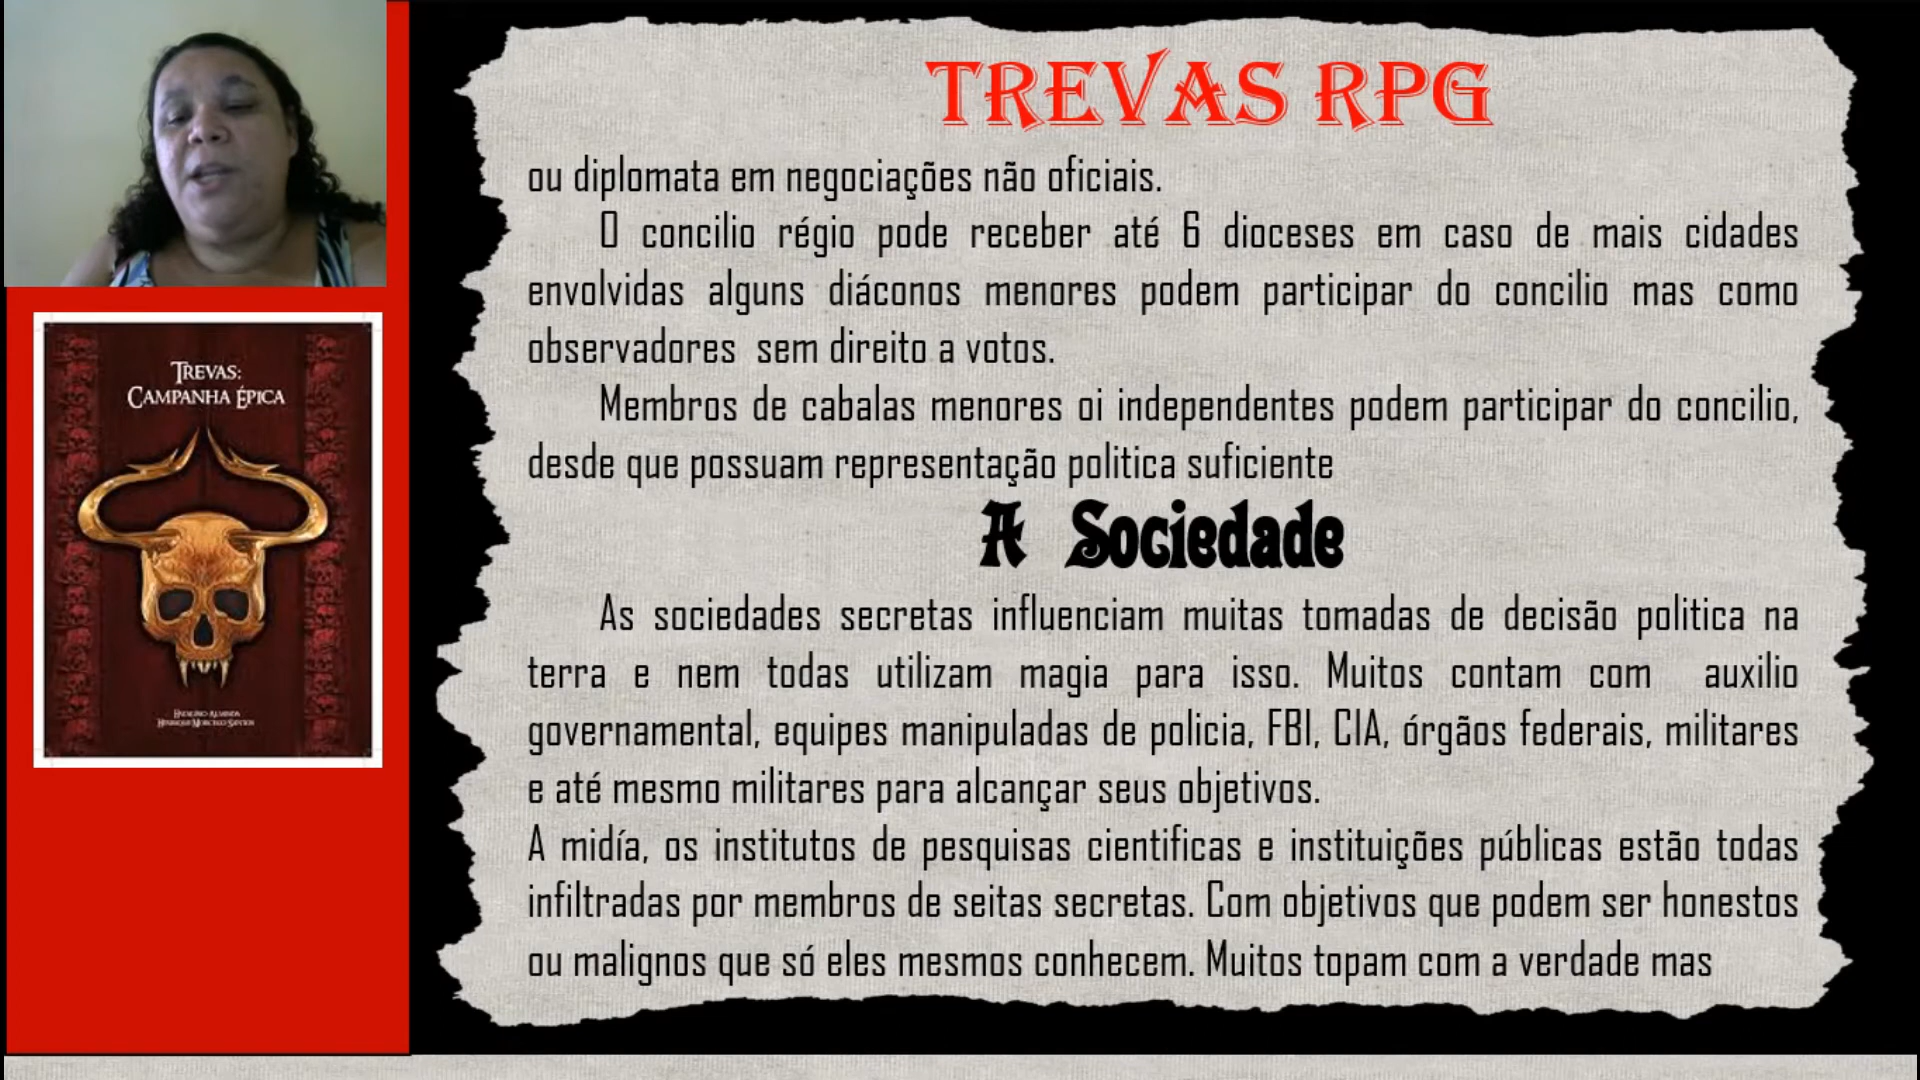 TREVAS RPG
ou diplomata em negociações não oficiais.
O concilio régio pode receber até 6 dioceses em caso de mais cidades
envolvidas alguns diáconos menores podem participar do concilio mas como
observadores sem direito a votos.
Membros de cabalas menores oi independentes podem participar do concilio,
desde que possuam representação politica suficiente
A Sociedade
As sociedades secretas influenciam muitas tomadas de decisão politica na
terra e nem todas utilizam magia para isso. Muitos contam com auxilio
governamental, equipes manipuladas de policia, FBI, CIA, órgãos federais, militares
e até mesmo militares para alcançar seus objetivos.
A midía, os institutos de pesquisas cientificas e instituições públicas estão todas
infiltradas por membros de seitas secretas. Com objetivos que podem ser honestos
ou malignos que só eles mesmos conhecem. Muitos topam com a verdade mas
TREVAS:
CAMPANHA ÉPICA